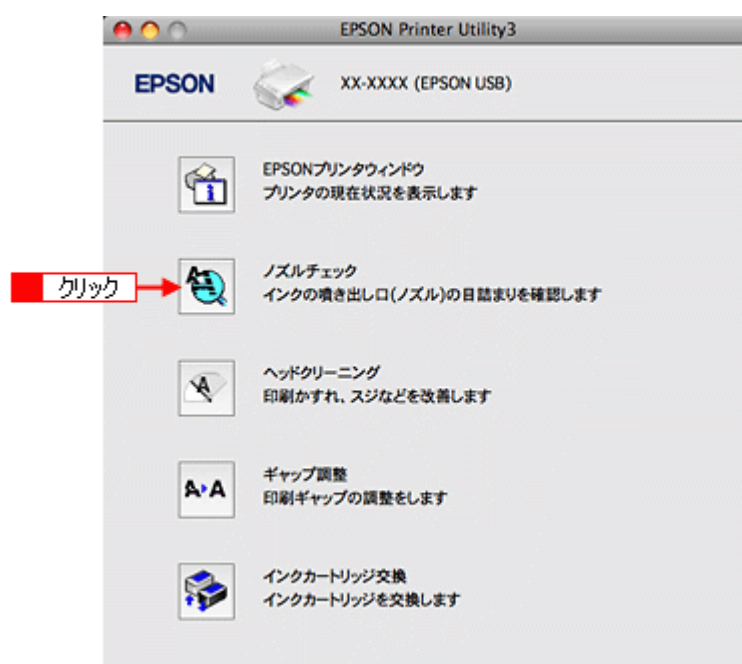 EPSON Printer Utility3
EPSON XX-XXXX (EPSON USB)
EPSONプリンタウィンドウ
プリンタの現在状況を表示します
クリック
ノズルチェック
インクの噴き出し口(ノズル)の目詰まりを確認します
ヘッドクリーニング
印刷かすれ、スジなどを改善します
ギャップ調整
印刷ギャップの調整をします
インクカートリッジ交換
インクカートリッジを交換します